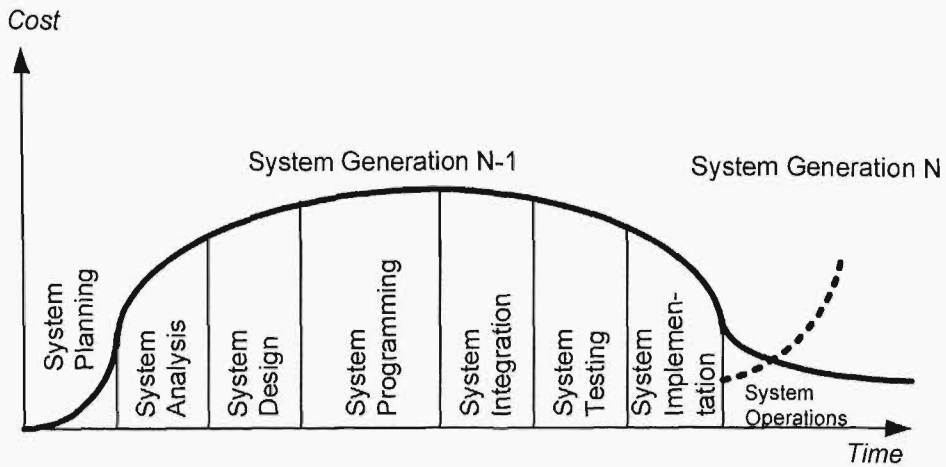 Cost
System Generation N-1
System Generation N
System
Planning
System
Analysis
System
Design
System
Programming
System
Integration
System
Testing
System
Implemen-
tation
System
Operations
Time